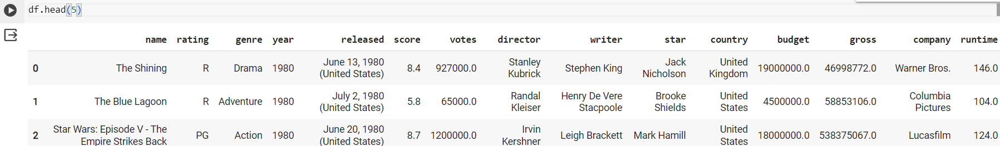 df.head(5)
name rating genre year released score votes director writer star country budget gross company runtime
0 The Shining R Drama 1980 June 13, 1980 (United States) 8.4 927000.0 Stanley Kubrick Stephen King Jack Nicholson United Kingdom 19000000.0 46998772.0 Warner Bros. 146.0
1 The Blue Lagoon R Adventure 1980 July 2, 1980 (United States) 5.8 65000.0 Randal Kleiser Henry De Vere Stacpoole Brooke Shields United States 4500000.0 58853106.0 Columbia Pictures 104.0
2 Star Wars: Episode V - The Empire Strikes Back PG Action 1980 June 20, 1980 (United States) 8.7 1200000.0 Irvin Kershner Leigh Brackett Mark Hamill United States 18000000.0 538375067.0 Lucasfilm 124.0